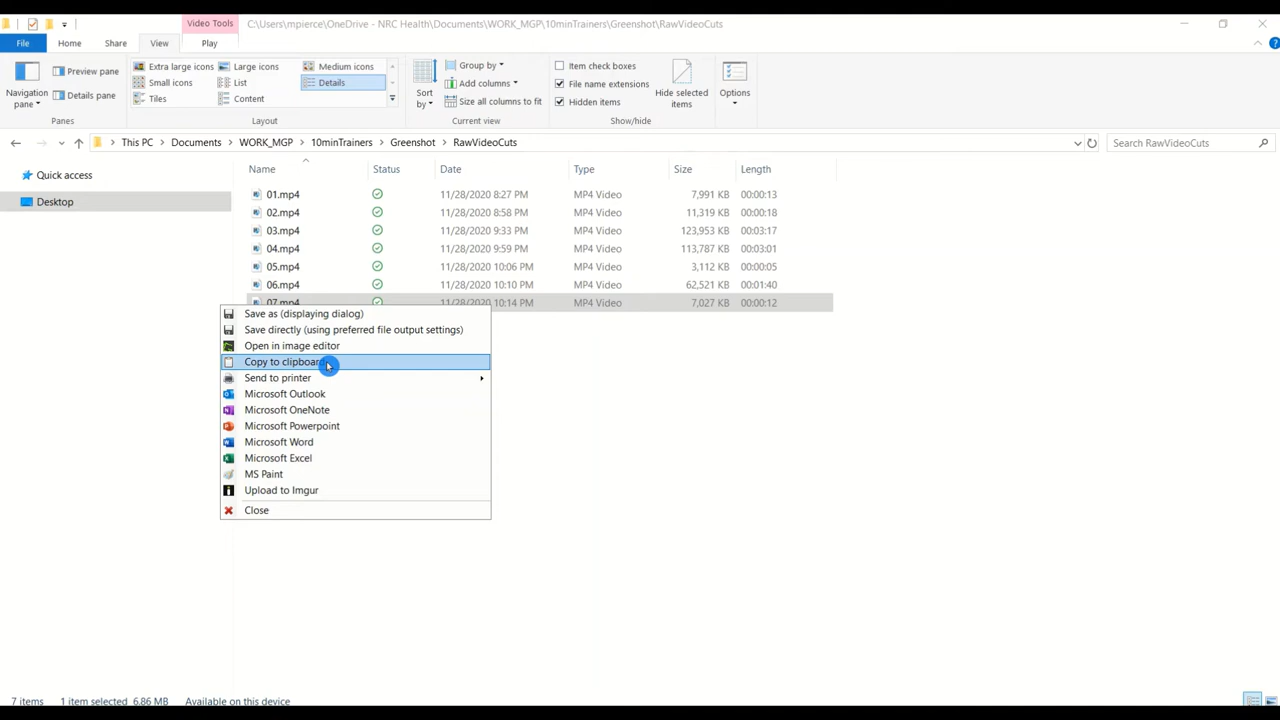 Video Tools
C:\Users\mpierce\OneDrive - NRC Health\Documents\WORK_MGP\10minTrainers\Greenshot\RawVideoCuts
File Home Share View Play
Navigation pane
Preview pane
Details pane
Panes
Extra large icons Large icons Medium icons
Small icons List Details
Tiles Content
Layout
Sort by
Group by
Add columns
Size all columns to fit
Current view
Item check boxes
File name extensions
Hidden items
Hide selected items
Show/hide
Options
This PC Documents WORK_MGP 10minTrainers Greenshot RawVideoCuts
Search RawVideoCuts
Quick access
Desktop
Name Status Date Type Size Length
01.mp4 11/28/2020 8:27 PM MP4 Video 7,991 KB 00:00:13
02.mp4 11/28/2020 8:58 PM MP4 Video 11,319 KB 00:00:18
03.mp4 11/28/2020 9:33 PM MP4 Video 123,953 KB 00:03:17
04.mp4 11/28/2020 9:59 PM MP4 Video 113,787 KB 00:03:01
05.mp4 11/28/2020 10:06 PM MP4 Video 3,112 KB 00:00:05
06.mp4 11/28/2020 10:10 PM MP4 Video 62,521 KB 00:01:40
07.mp4 11/28/2020 10:14 PM MP4 Video 7,027 KB 00:00:12
Save as (displaying dialog)
Save directly (using preferred file output settings)
Open in image editor
Copy to clipboard
Send to printer
Microsoft Outlook
Microsoft OneNote
Microsoft Powerpoint
Microsoft Word
Microsoft Excel
MS Paint
Upload to Imgur
Close
7 items 1 item selected 6.86 MB Available on this device